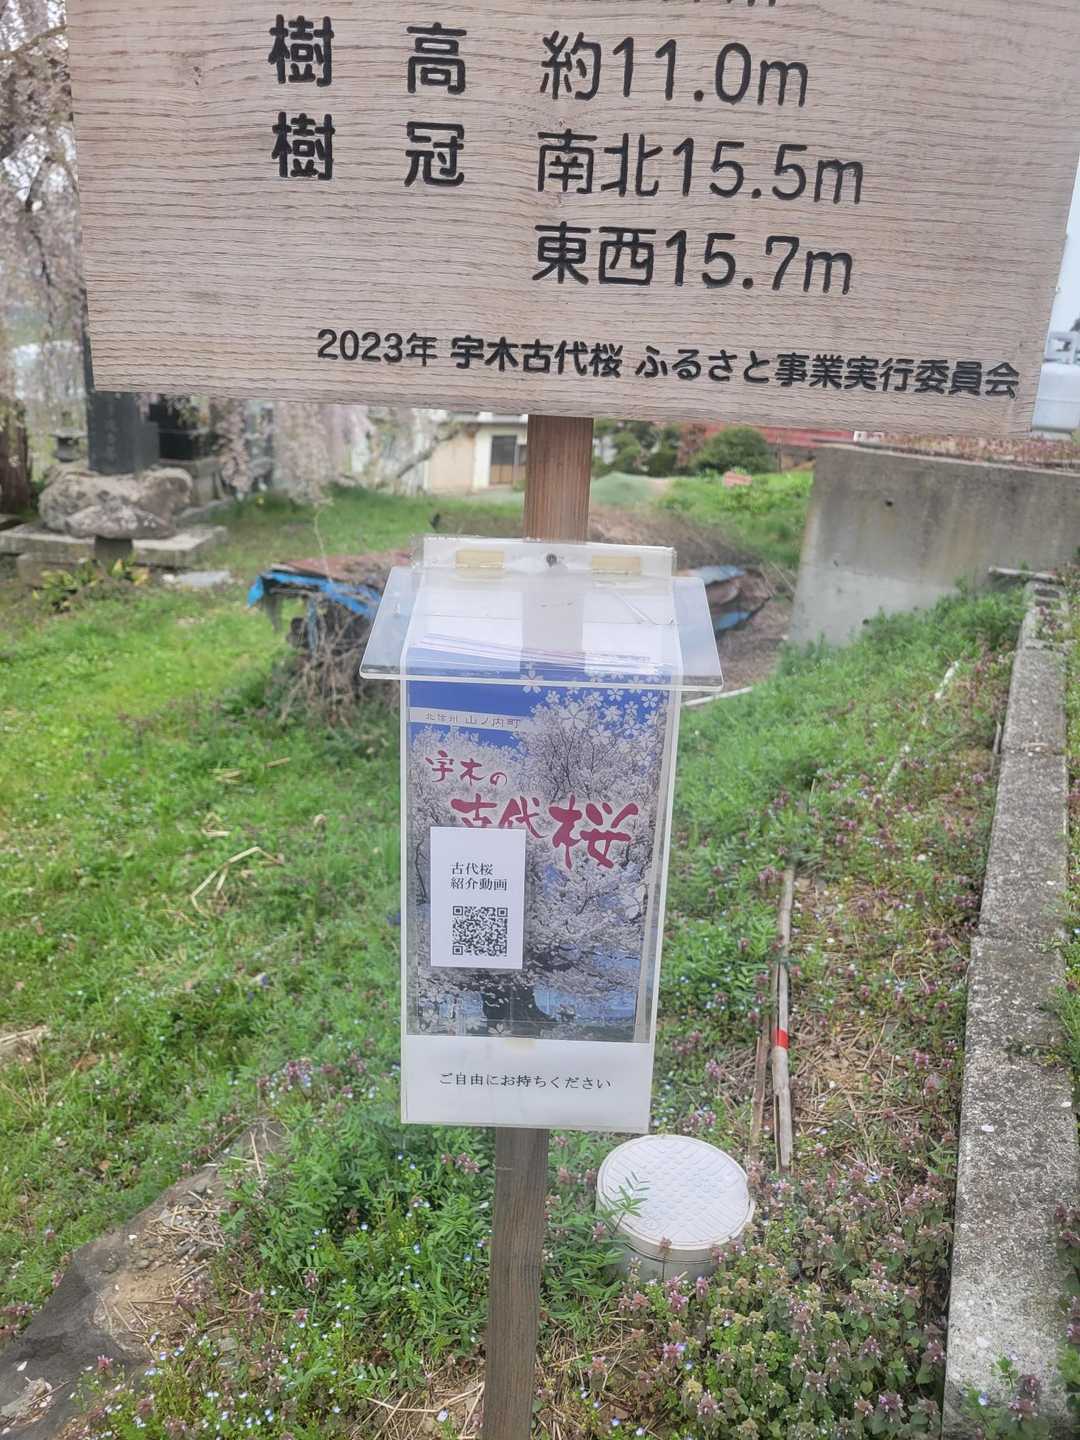 樹 高 約11.0m
樹 冠 南北15.5m
東西15.7m
2023年 宇木古代桜 ふるさと事業実行委員会
北信州 山ノ内町
宇木の
古代桜
古代桜
紹介動画
ご自由にお持ちください